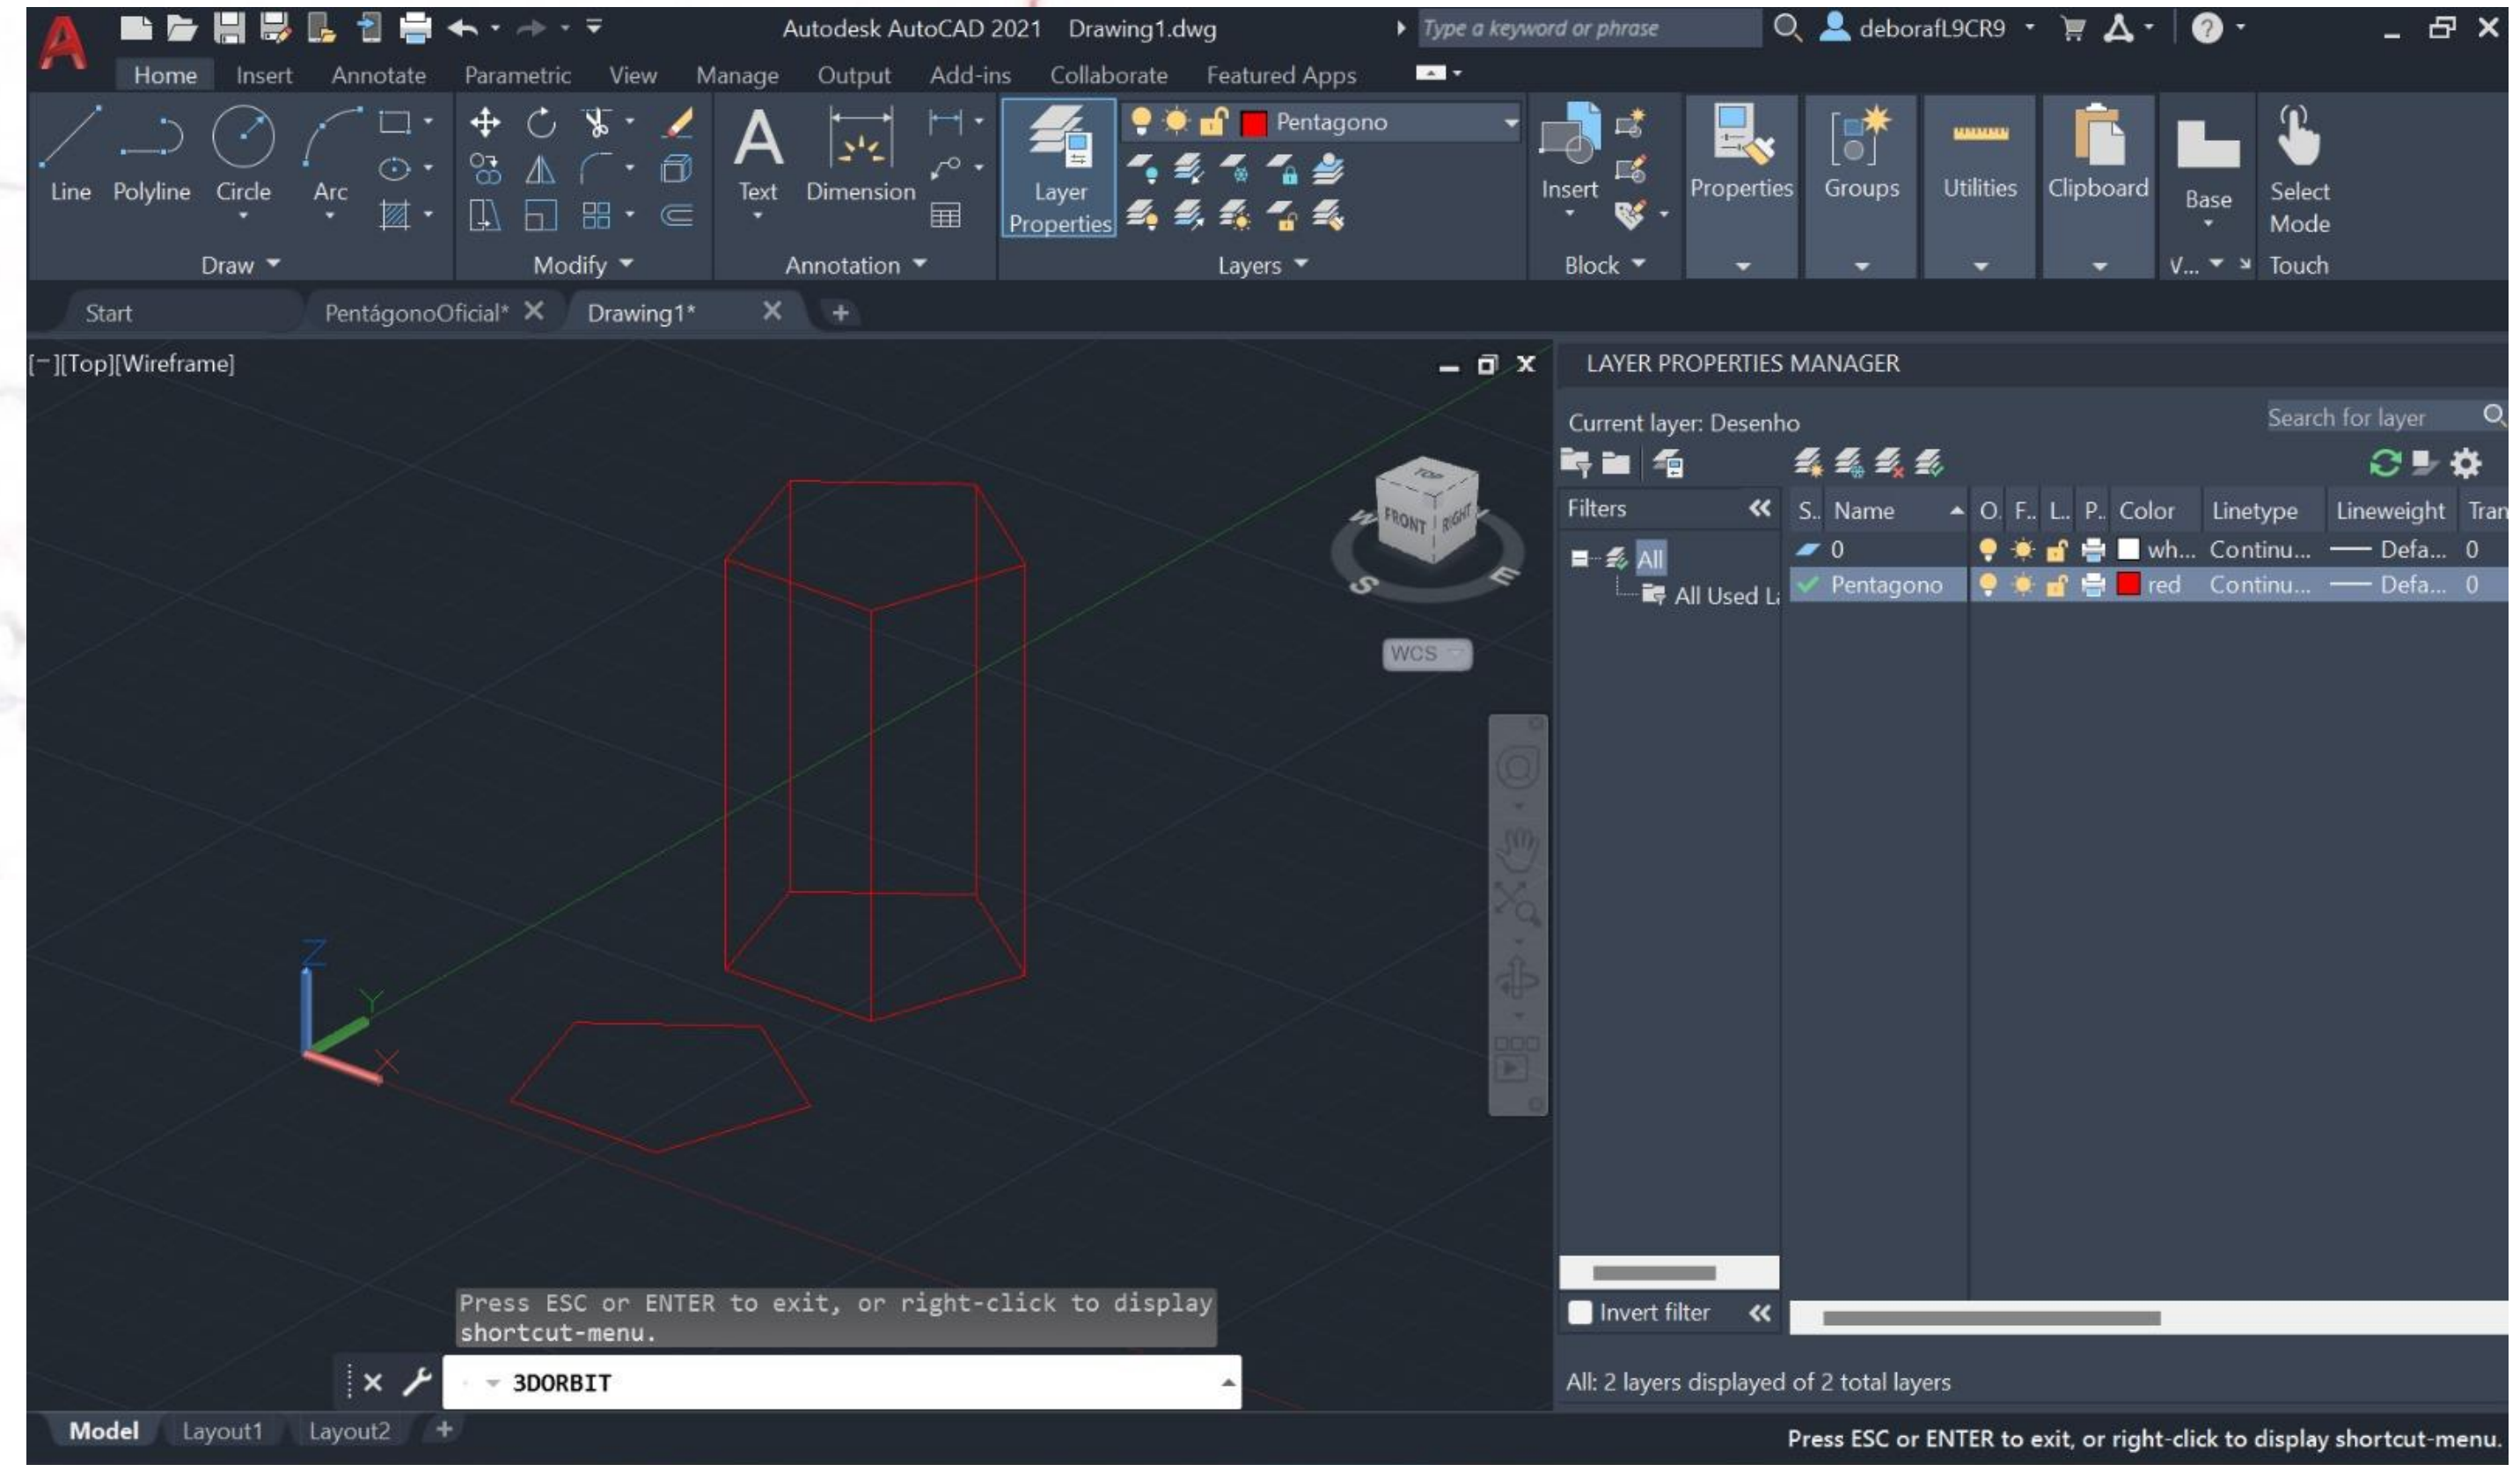 Autodesk AutoCAD 2021 Drawing1.dwg Type a keyword or phrase deborafL9CR9
Home Insert Annotate Parametric View Manage Output Add-ins Collaborate Featured Apps
Pentagono
Line Polyline Circle Arc Text Dimension Layer Properties Insert Properties Groups Utilities Clipboard Base Select Mode
Draw Modify Annotation Layers Block V... Touch
Start PentágonoOficial* Drawing1*
[−][Top][Wireframe]
TOP
FRONT RIGHT
W
S E
WCS
Z
Y
X
LAYER PROPERTIES MANAGER
Current layer: Desenho Search for layer
Filters S.. Name O. F.. L.. P.. Color Linetype Lineweight Tran
All 0 wh... Continu... Defa... 0
All Used Pentagono red Continu... Defa... 0
Invert filter
All: 2 layers displayed of 2 total layers
Press ESC or ENTER to exit, or right-click to display
shortcut-menu.
3DORBIT
Model Layout1 Layout2 +
Press ESC or ENTER to exit, or right-click to display shortcut-menu.